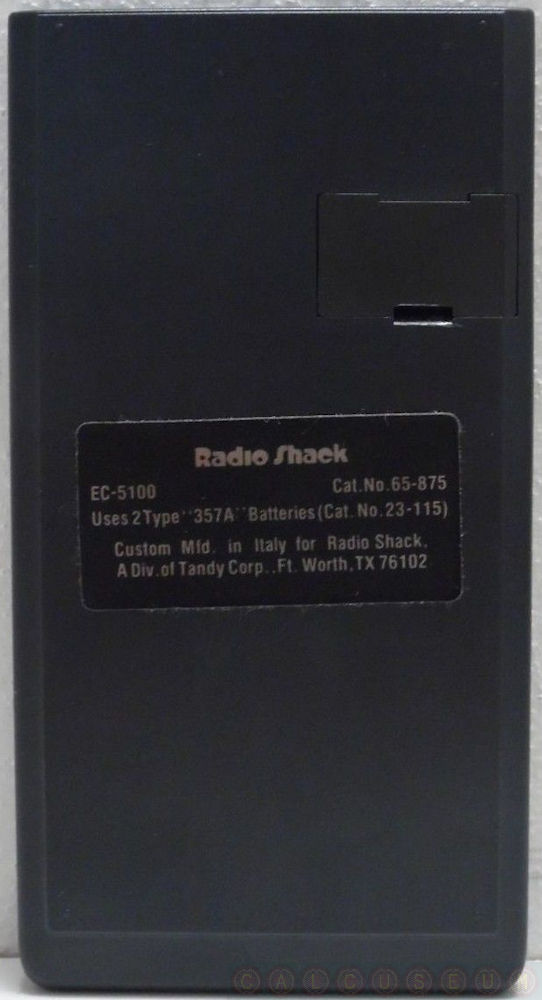 Radio Shack
EC-5100 Cat.No.65-875
Uses 2 Type "357A" Batteries (Cat. No. 23-115)
Custom Mfd. in Italy for Radio Shack.
A Div. of Tandy Corp.. Ft. Worth, TX 76102
CALCUSEUM